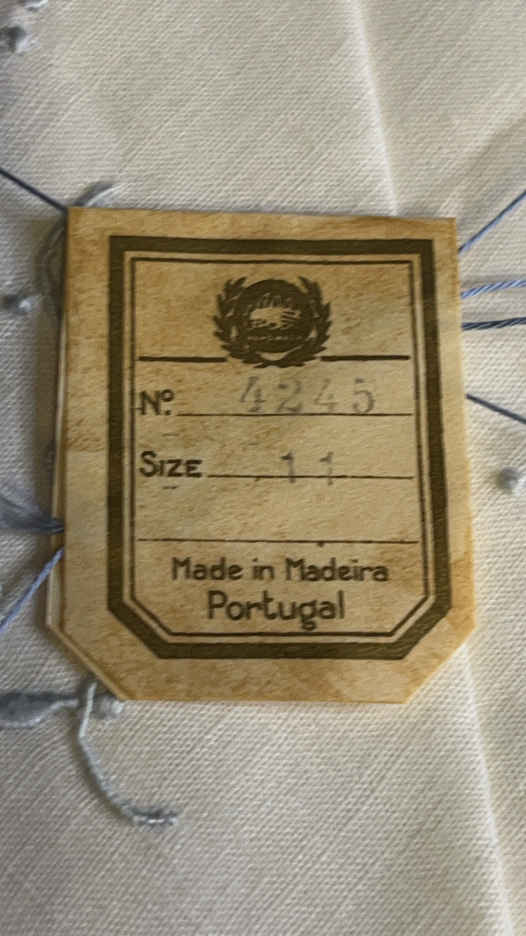 Nº 4245
SIZE 11
Made in Madeira
Portugal